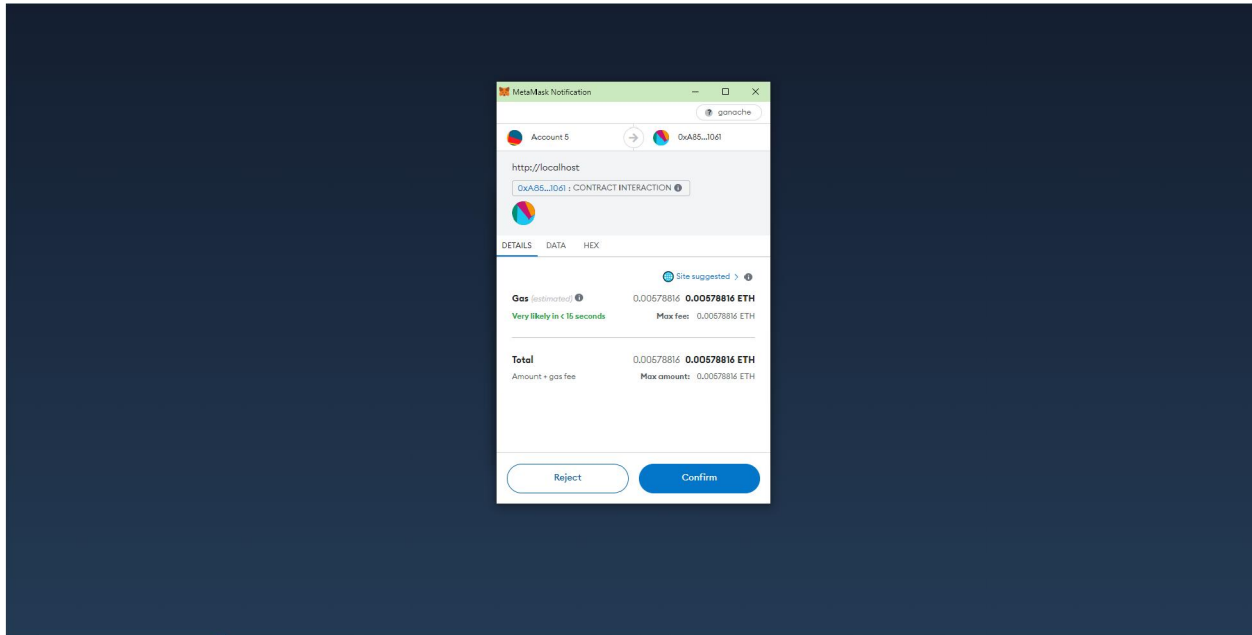 MetaMask Notification
ganache
Account 5 0xA85...1061
http://localhost
0xA85...1061 : CONTRACT INTERACTION
DETAILS DATA HEX
Site suggested >
Gas (estimated) 0.00578816 0.00578816 ETH
Very likely in < 15 seconds Max fee: 0.00578816 ETH
Total 0.00578816 0.00578816 ETH
Amount + gas fee Max amount: 0.00578816 ETH
Reject Confirm